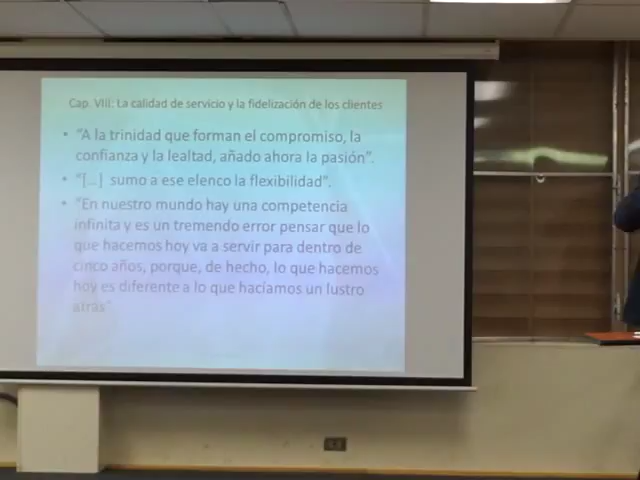 Cap. VIII: La calidad de servicio y la fidelización de los clientes
• "A la trinidad que forman el compromiso, la
confianza y la lealtad, añado ahora la pasión".
• "[...] sumo a ese elenco la flexibilidad".
• "En nuestro mundo hay una competencia
infinita y es un tremendo error pensar que lo
que hacemos hoy va a servir para dentro de
cinco años, porque, de hecho, lo que hacemos
hoy es diferente a lo que hacíamos un lustro
atrás"